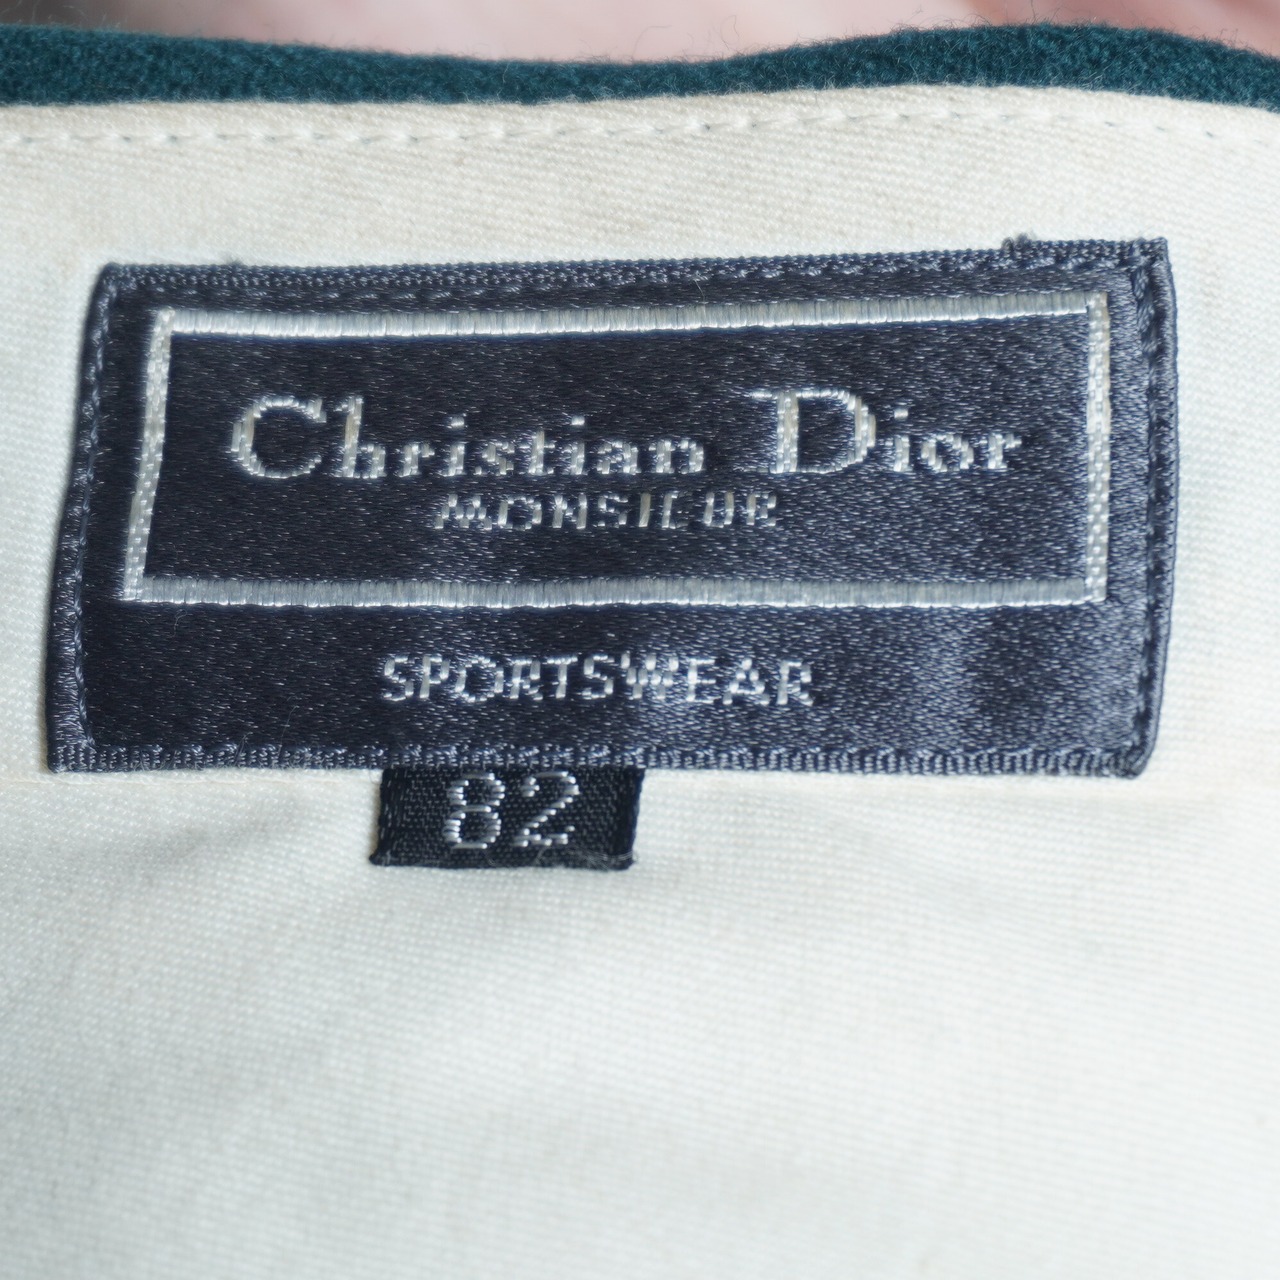 Christian Dior
MONSIEUR
SPORTSWEAR
82